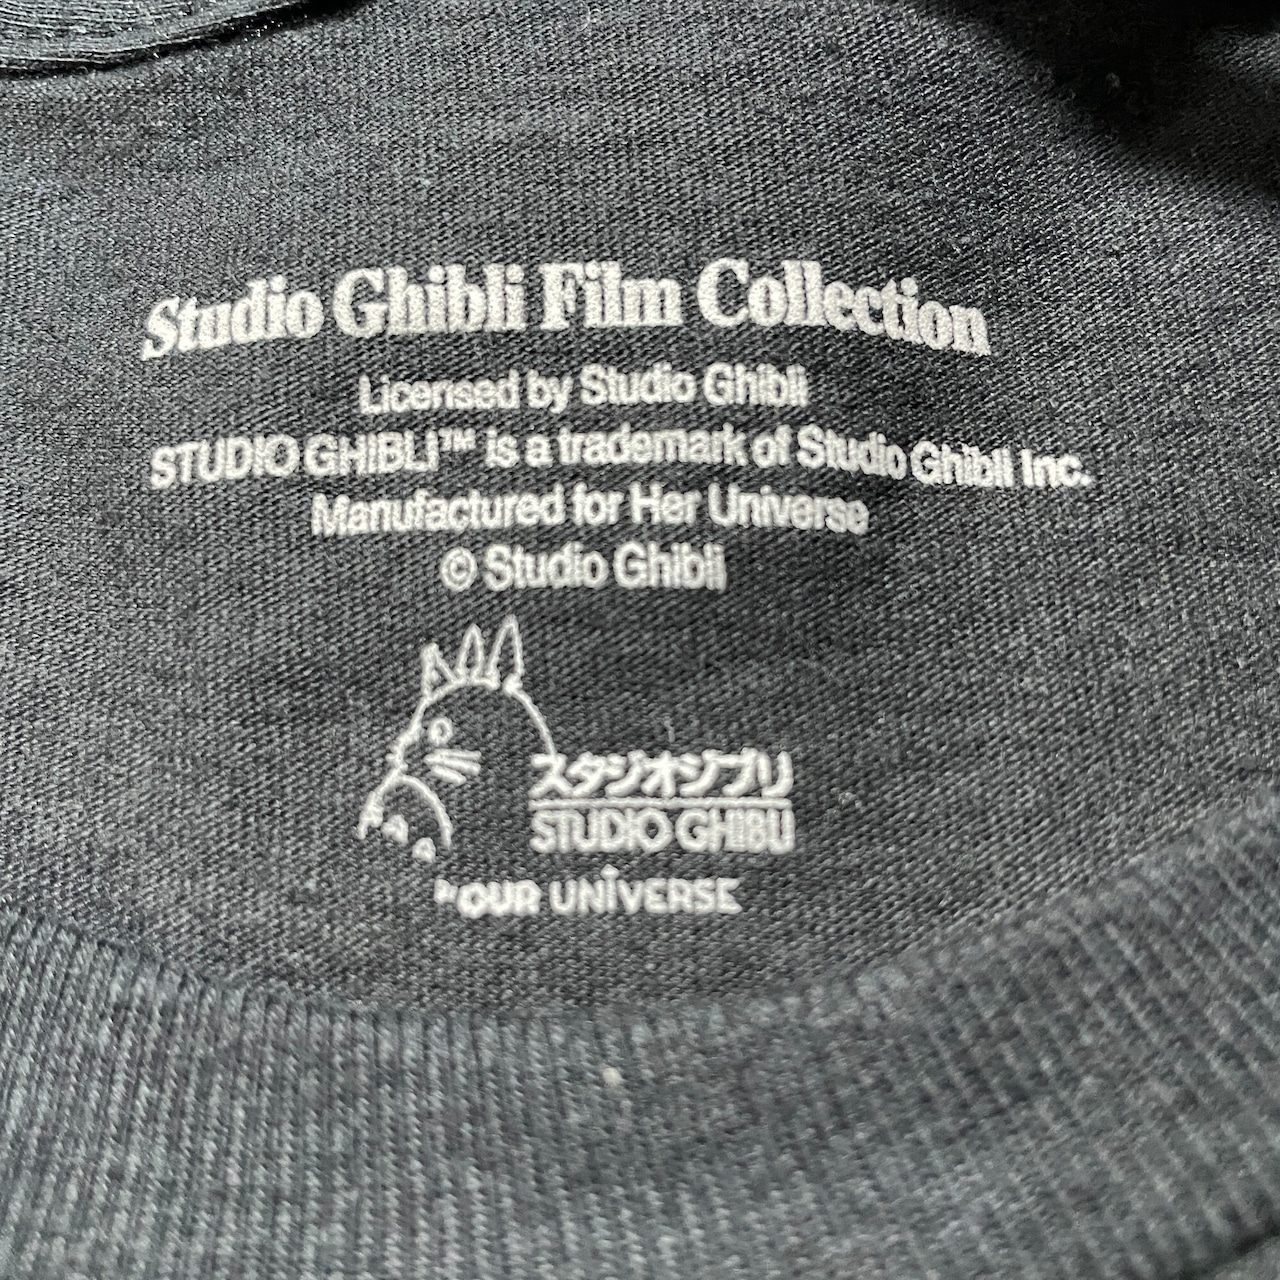 Studio Ghibli Film Collection
Licensed by Studio Ghibli
STUDIO GHIBLI™ is a trademark of Studio Ghibli Inc.
Manufactured for Her Universe
© Studio Ghibli
スタジオジブリ
STUDIO GHIBLI
OUR UNIVERSE